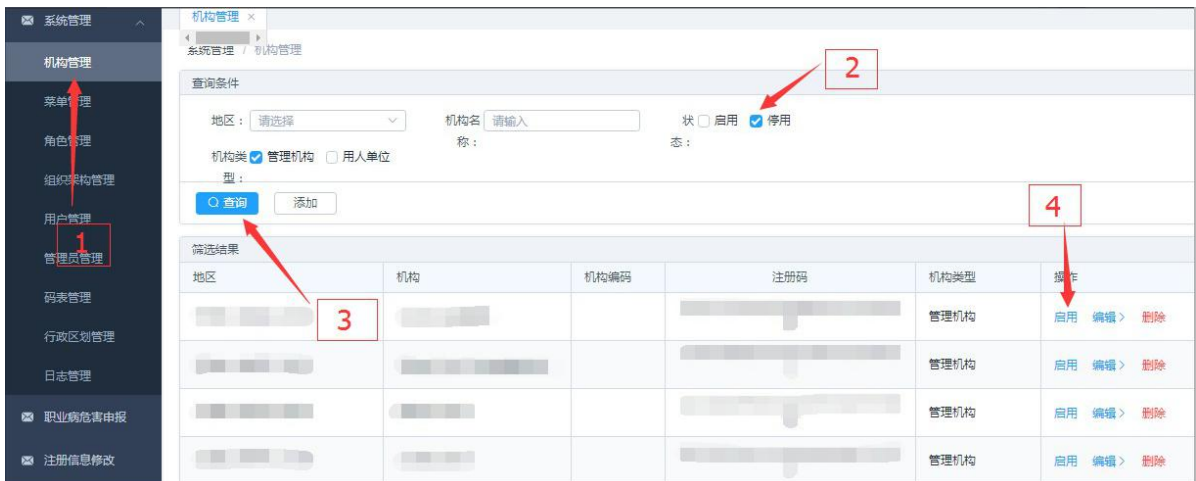 系统管理
机构管理
菜单管理
角色管理
组织架构管理
用户管理
1
管理员管理
码表管理
行政区划管理
日志管理
职业病危害申报
注册信息修改
机构管理 ×
系统管理 / 机构管理
查询条件
2
地区： 请选择 机构名称： 请输入 状态： 启用 停用
机构类型： 管理机构 用人单位
查询 添加
3
4
筛选结果
地区 机构 机构编码 注册码 机构类型 操作
管理机构 启用 编辑> 删除
管理机构 启用 编辑> 删除
管理机构 启用 编辑> 删除
管理机构 启用 编辑> 删除